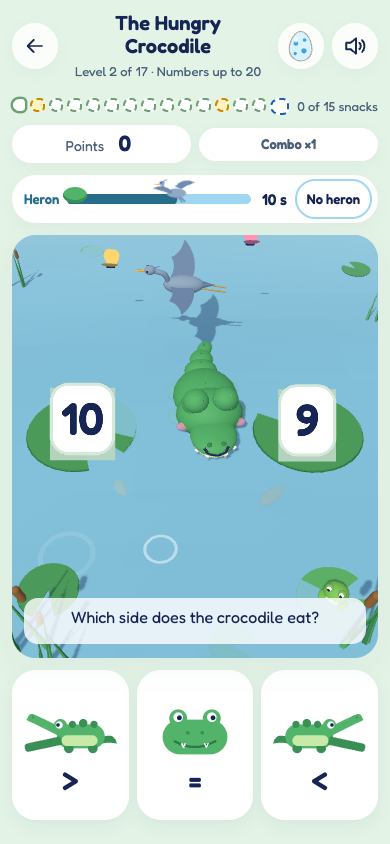 The Hungry
Crocodile
Level 2 of 17 · Numbers up to 20
0 of 15 snacks
Points 0
Combo ×1
Heron
10 s
No heron
10
9
Which side does the crocodile eat?
>
=
<